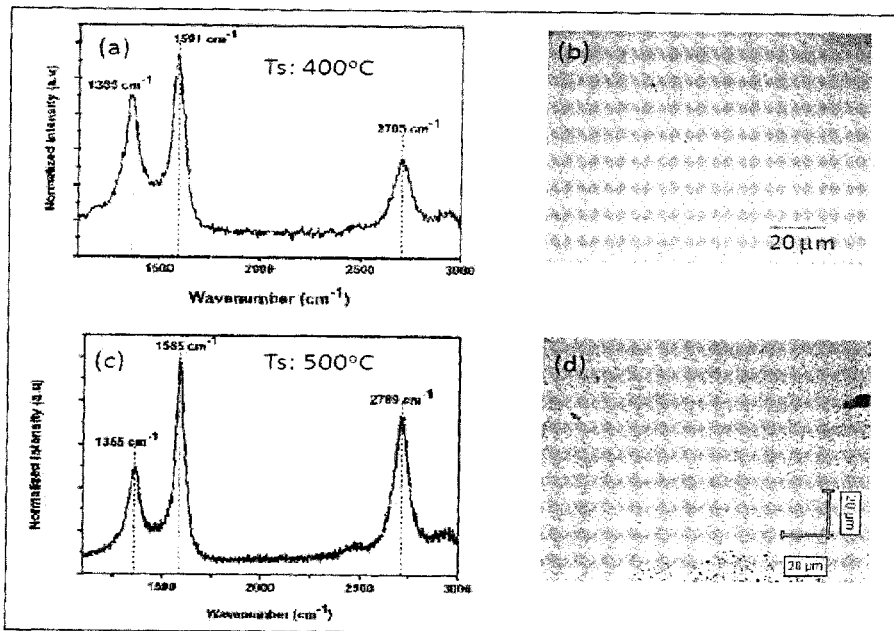 (a)
1591 cm-1
Ts: 400°C
cm-1
2705 cm-1
Normalized Intensity (a.u)
1500
2000
2500
3000
Wavenumber (cm-1)
(b)
20 μm
(c)
1585 cm-1
Ts: 500°C
1355 cm-1
2789 cm-1
Normalized Intensity (a.u)
1500
2000
2500
3000
Wavenumber (cm-1)
(d)
20 μm
20 μm